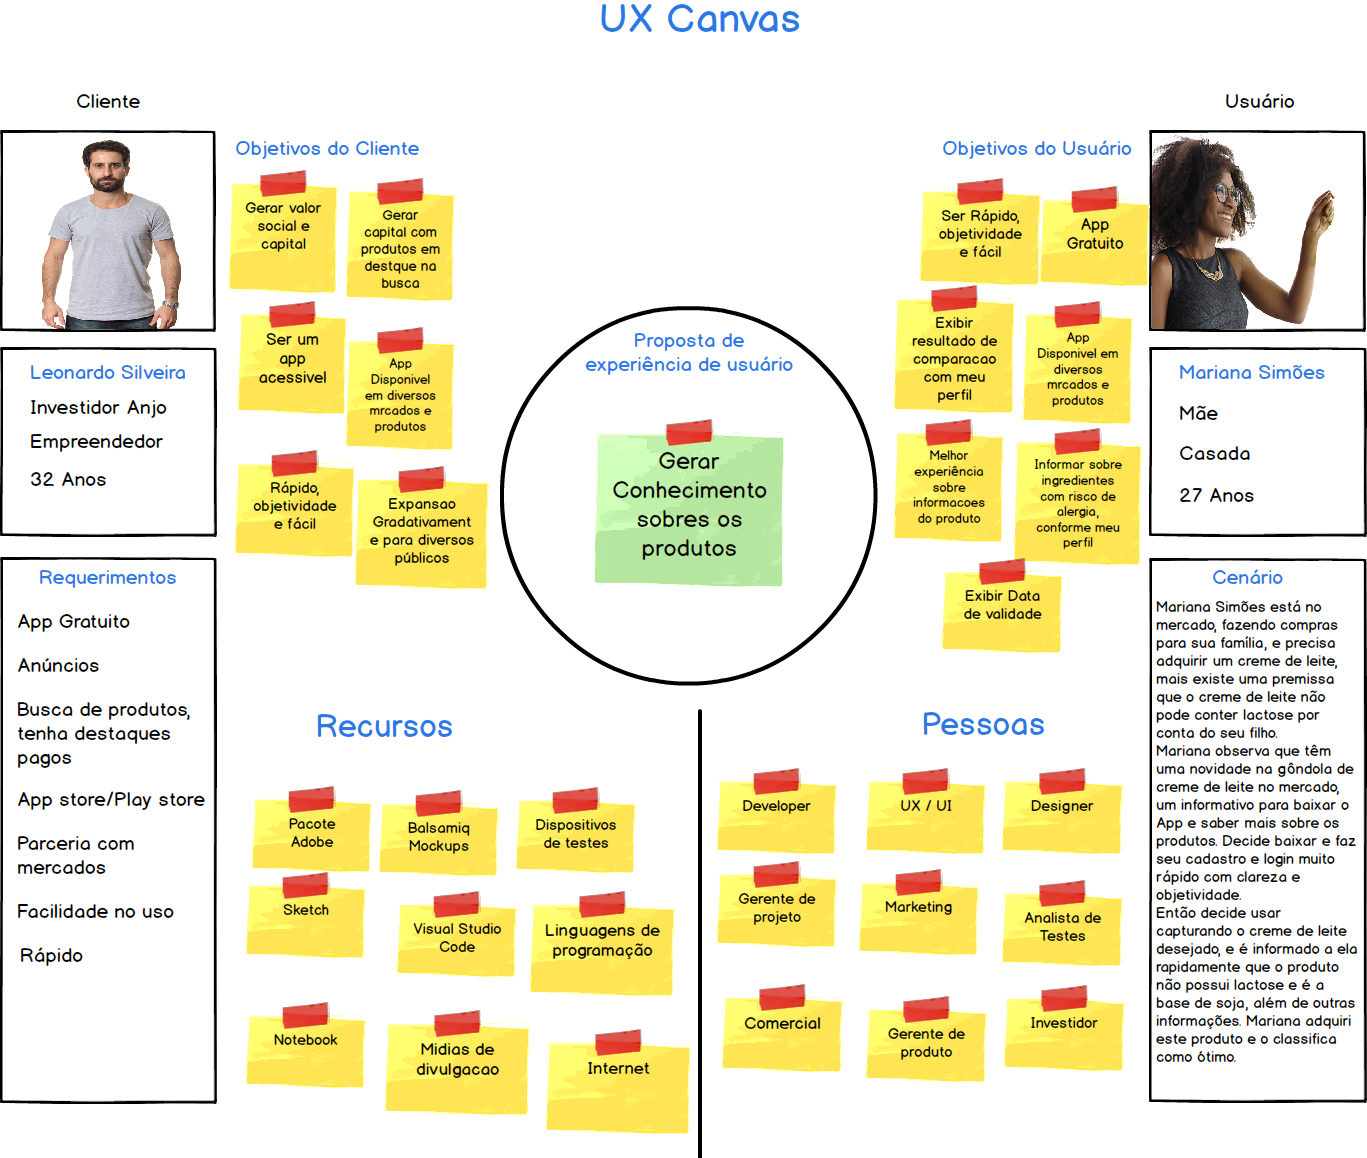 UX Canvas
Cliente
Leonardo Silveira
Investidor Anjo
Empreendedor
32 Anos
Requerimentos
App Gratuito
Anúncios
Busca de produtos,
tenha destaques
pagos
App store/Play store
Parceria com
mercados
Facilidade no uso
Rápido
Objetivos do Cliente
Gerar valor
social e
capital
Gerar
capital com
produtos em
destque na
busca
Ser um
app
acessivel
App
Disponivel
em diversos
mrcados e
produtos
Rápido,
objetividade
e fácil
Expansao
Gradativament
e para diversos
públicos
Proposta de
experiência de usuário
Gerar
Conhecimento
sobres os
produtos
Objetivos do Usuário
Ser Rápido,
objetividade
e fácil
App
Gratuito
Exibir
resultado de
comparacao
com meu
perfil
App
Disponivel em
diversos
mrcados e
produtos
Melhor
experiência
sobre
informacoes
do produto
Informar sobre
ingredientes
com risco de
alergia,
conforme meu
perfil
Exibir Data
de validade
Usuário
Mariana Simões
Mãe
Casada
27 Anos
Cenário
Mariana Simões está no
mercado, fazendo compras
para sua família, e precisa
adquirir um creme de leite,
mais existe uma premissa
que o creme de leite não
pode conter lactose por
conta do seu filho.
Mariana observa que têm
uma novidade na gôndola de
creme de leite no mercado,
um informativo para baixar o
App e saber mais sobre os
produtos. Decide baixar e faz
seu cadastro e login muito
rápido com clareza e
objetividade.
Então decide usar
capturando o creme de leite
desejado, e é informado a ela
rapidamente que o produto
não possui lactose e é a
base de soja, além de outras
informações. Mariana adquiri
este produto e o classifica
como ótimo.
Recursos
Pacote
Adobe
Balsamiq
Mockups
Dispositivos
de testes
Sketch
Visual Studio
Code
Linguagens de
programação
Notebook
Midias de
divulgacao
Internet
Pessoas
Developer
UX / UI
Designer
Gerente de
projeto
Marketing
Analista de
Testes
Comercial
Gerente de
produto
Investidor